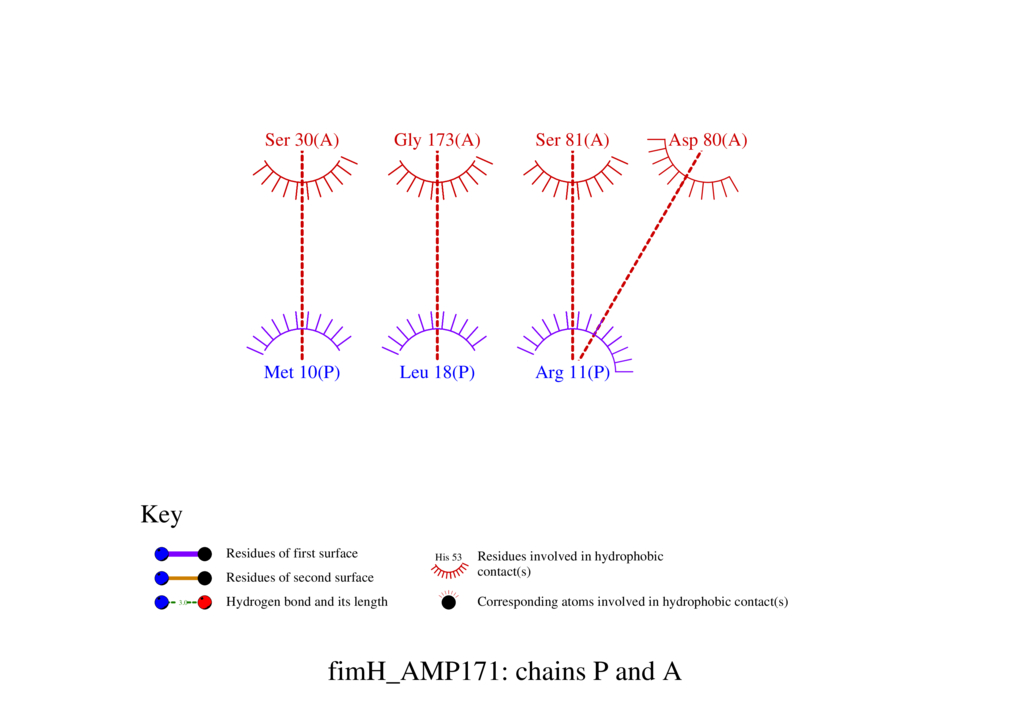 Ser 30(A)
Gly 173(A)
Ser 81(A)
Asp 80(A)
Met 10(P)
Leu 18(P)
Arg 11(P)
Key
Residues of first surface
Residues of second surface
3.0
Hydrogen bond and its length
His 53
Residues involved in hydrophobic
contact(s)
Corresponding atoms involved in hydrophobic contact(s)
fimH_AMP171: chains P and A